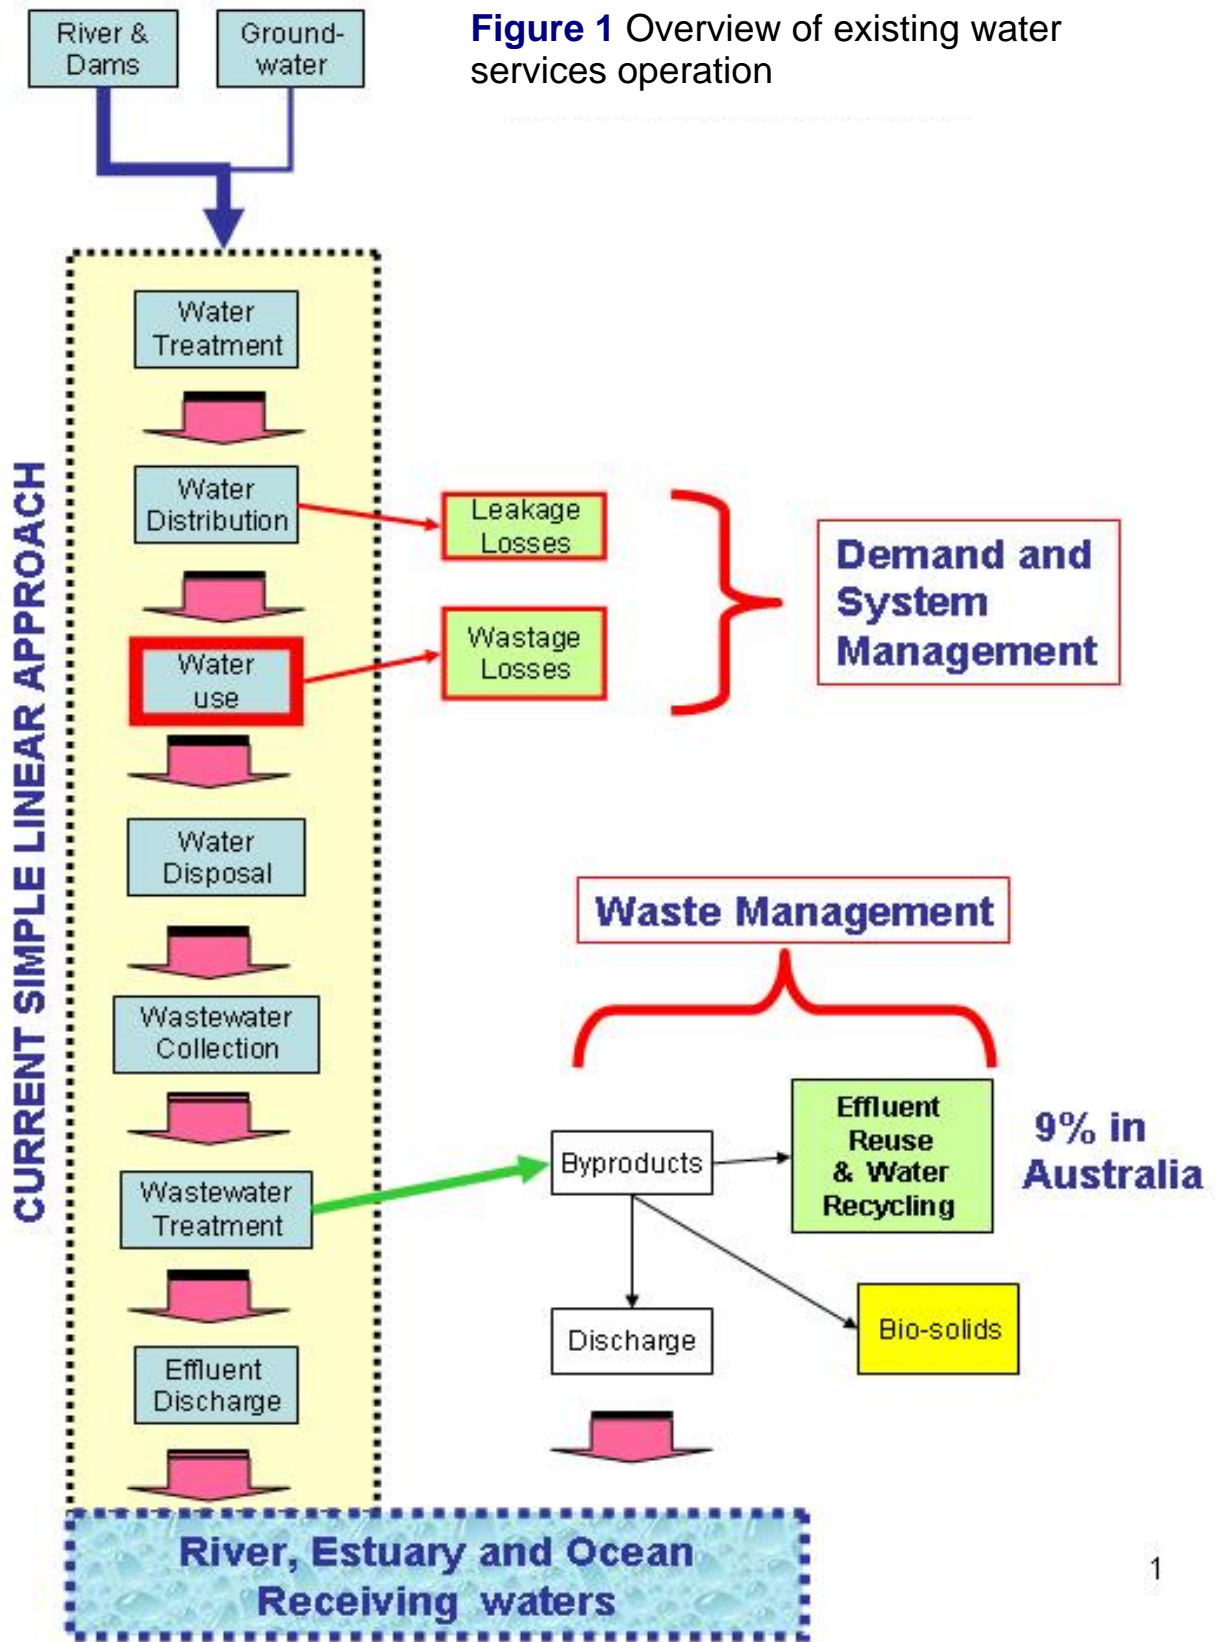 Figure 1 Overview of existing water
services operation
River &
Dams
Ground-
water
CURRENT SIMPLE LINEAR APPROACH
Water
Treatment
Water
Distribution
Leakage
Losses
Demand and
System
Management
Water
use
Wastage
Losses
Water
Disposal
Waste Management
Wastewater
Collection
Wastewater
Treatment
Byproducts
Effluent
Reuse
& Water
Recycling
9% in
Australia
Discharge
Bio-solids
Effluent
Discharge
River, Estuary and Ocean
Receiving waters
1